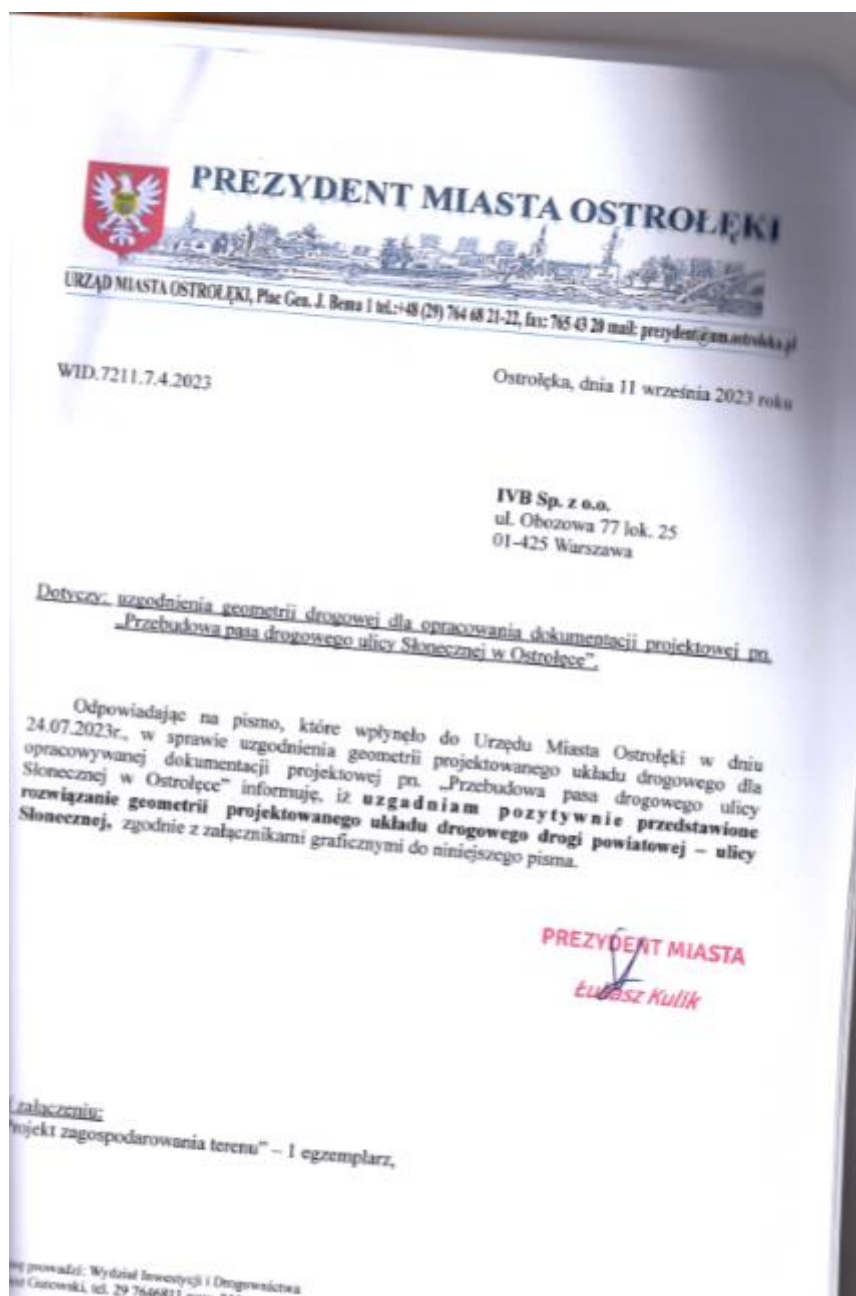 PREZYDENT MIASTA OSTROŁĘKI
URZĄD MIASTA OSTROŁĘKI, Plac Gen. J. Bema 1 tel.:+48 (29) 764 68 21-22, fax: 765 43 20 mail: prezydent@um.ostroleka.pl
WID.7211.7.4.2023
Ostrołęka, dnia 11 września 2023 roku
IVB Sp. z o.o.
ul. Obozowa 77 lok. 25
01-425 Warszawa
Dotyczy: uzgodnienia geometrii drogowej dla opracowania dokumentacji projektowej pn.
„Przebudowa pasa drogowego ulicy Słonecznej w Ostrołęce”.
Odpowiadając na pismo, które wpłynęło do Urzędu Miasta Ostrołęki w dniu
24.07.2023r., w sprawie uzgodnienia geometrii projektowanego układu drogowego dla
opracowywanej dokumentacji projektowej pn. „Przebudowa pasa drogowego ulicy
Słonecznej w Ostrołęce” informuję, iż uzgadniam pozytywnie przedstawione
rozwiązanie geometrii projektowanego układu drogowego drogi powiatowej – ulicy
Słonecznej, zgodnie z załącznikami graficznymi do niniejszego pisma.
PREZYDENT MIASTA
Łukasz Kulik
załączeniu:
rojekt zagospodarowania terenu” – 1 egzemplarz,
prowadzi: Wydział Inwestycji i Drogownictwa
tel. 29 7646811